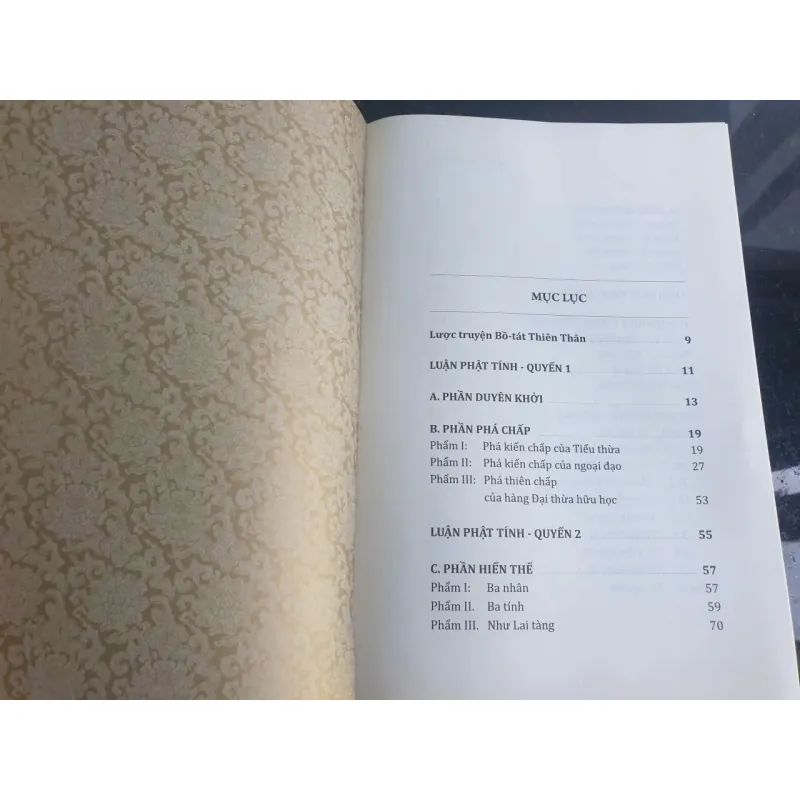 MỤC LỤC
Lược truyện Bồ-tát Thiên Thân 9
LUẬN PHẬT TÍNH - QUYỂN 1 11
A. PHẦN DUYÊN KHỞI 13
B. PHẦN PHÁ CHẤP 19
Phẩm I: Phá kiến chấp của Tiểu thừa 19
Phẩm II: Phá kiến chấp của ngoại đạo 27
Phẩm III: Phá thiên chấp
của hàng Đại thừa hữu học 53
LUẬN PHẬT TÍNH - QUYỂN 2 55
C. PHẦN HIỂN THỂ 57
Phẩm I: Ba nhân 57
Phẩm II. Ba tính 59
Phẩm III. Như Lai tàng 70